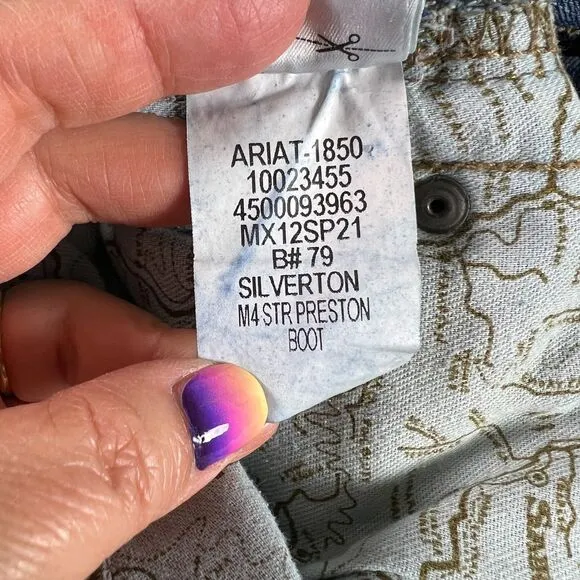 ARIAT-1850
10023455
4500093963
MX12SP21
B# 79
SILVERTON
M4 STR PRESTON
BOOT